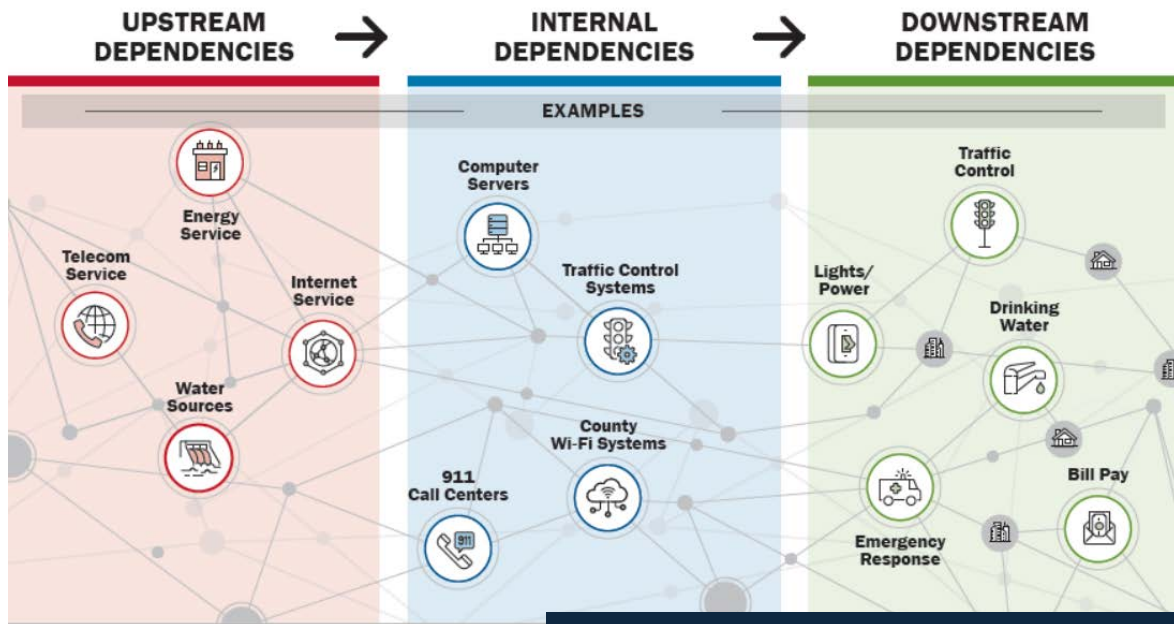 UPSTREAM
DEPENDENCIES
INTERNAL
DEPENDENCIES
DOWNSTREAM
DEPENDENCIES
EXAMPLES
Energy
Service
Telecom
Service
Internet
Service
Water
Sources
Computer
Servers
Traffic Control
Systems
County
Wi-Fi Systems
911
Call Centers
911
Traffic
Control
Lights/
Power
Drinking
Water
Emergency
Response
Bill Pay